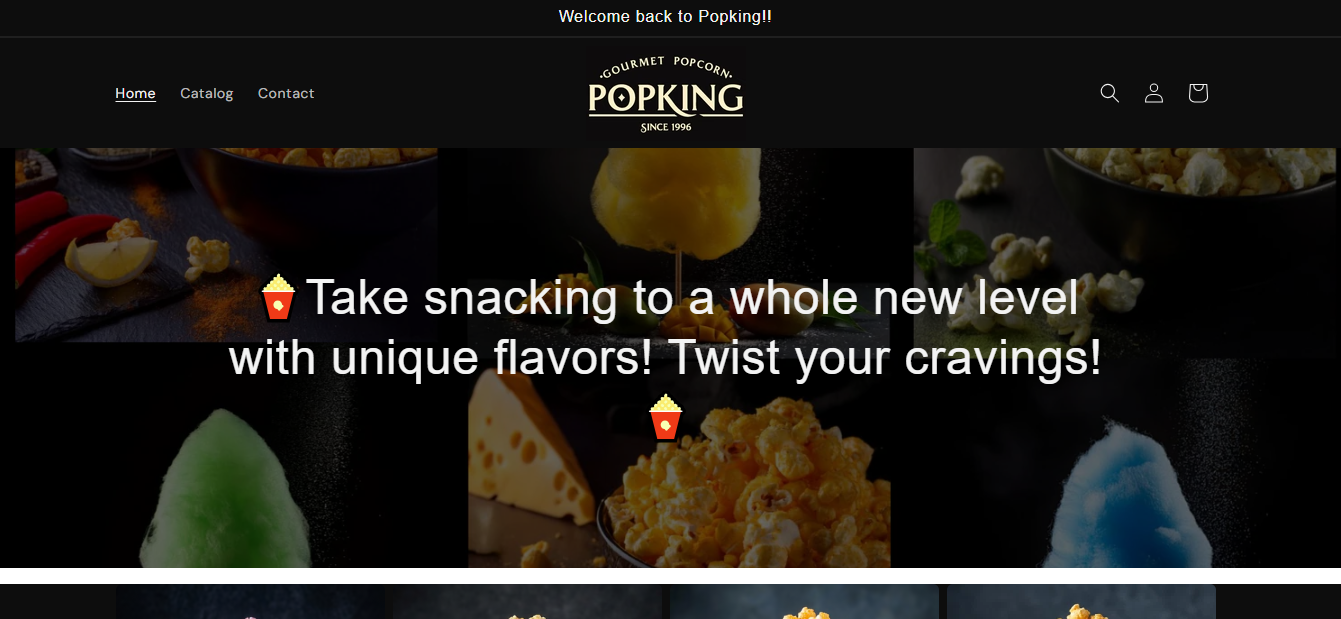 Welcome back to Popking!!
Home Catalog Contact
GOURMET POPCORN
POPKING
SINCE 1996
🍿Take snacking to a whole new level
with unique flavors! Twist your cravings!
🍿